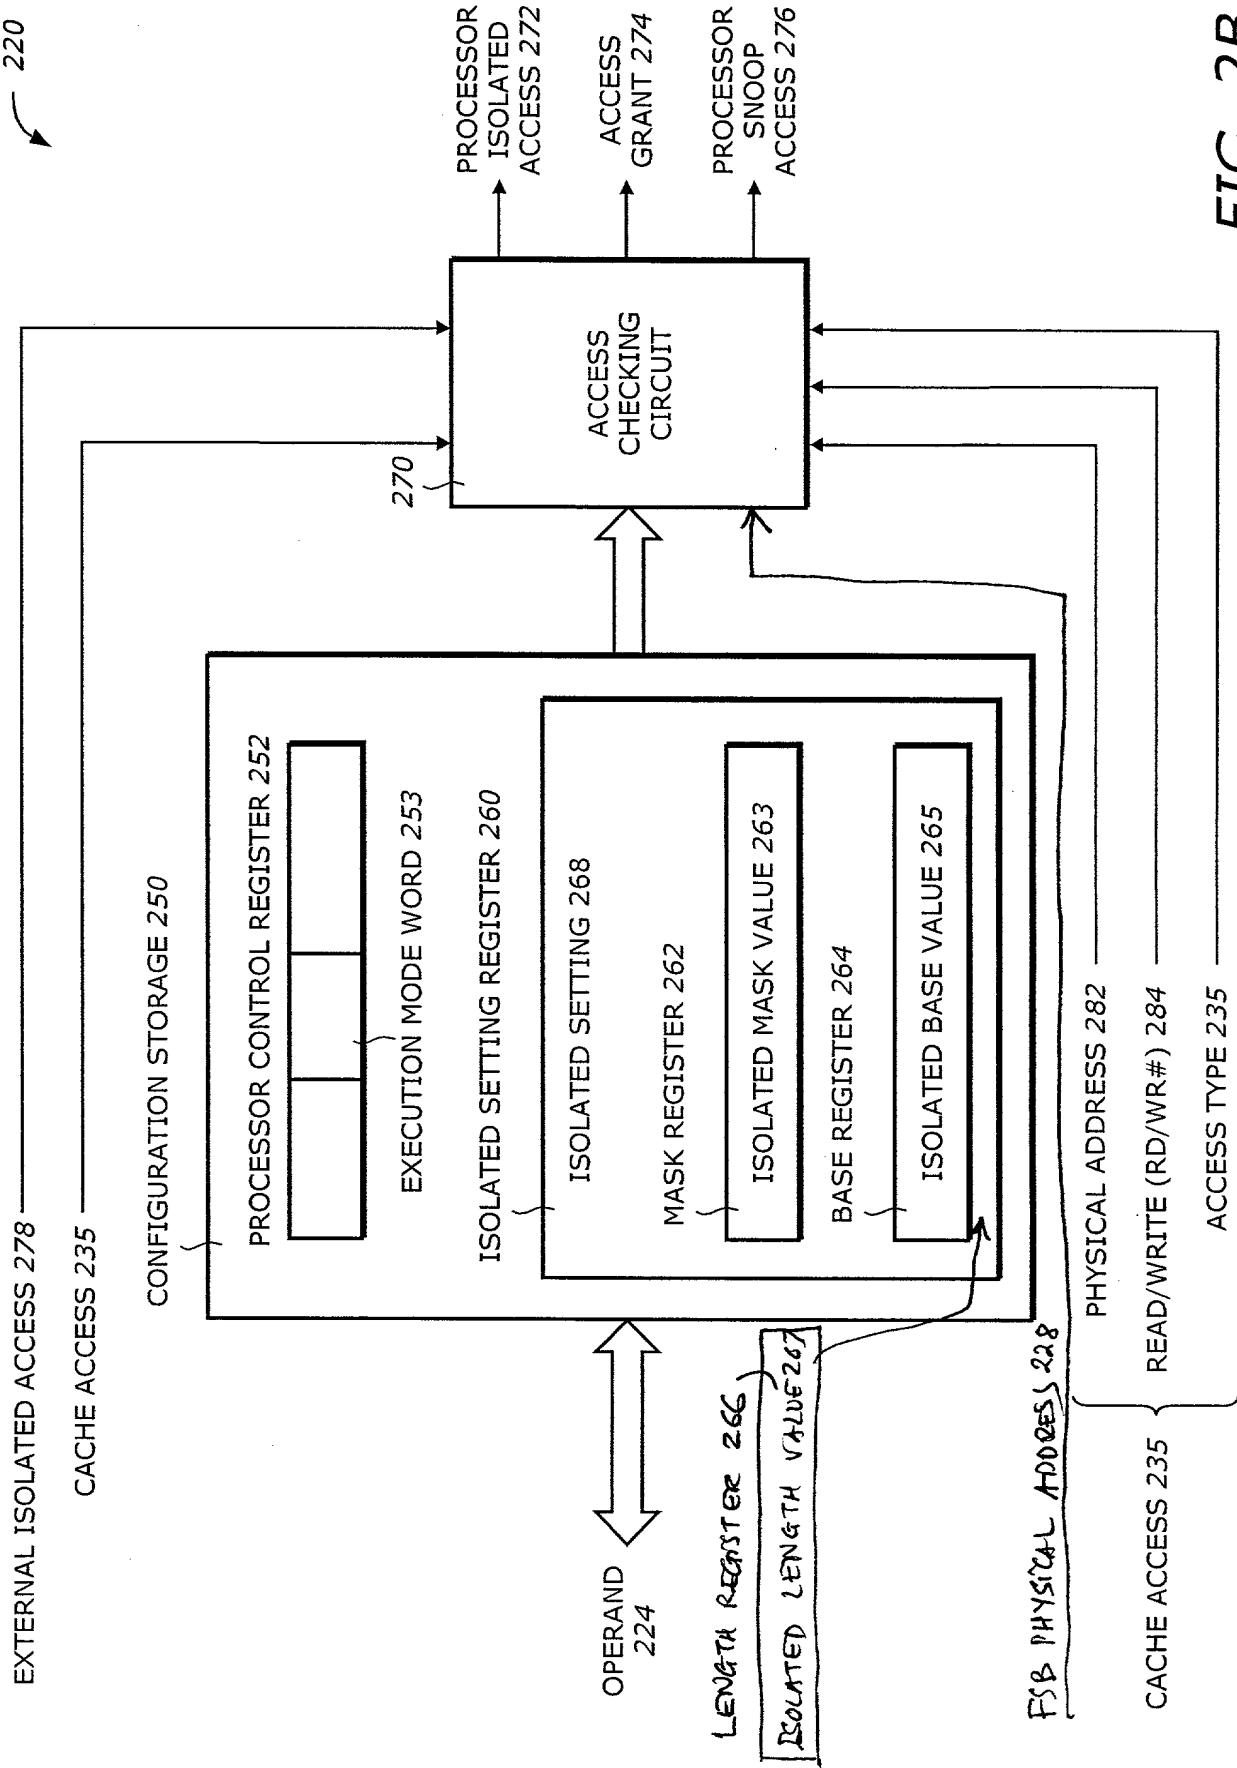 220
EXTERNAL ISOLATED ACCESS 278
CACHE ACCESS 235
CONFIGURATION STORAGE 250
PROCESSOR CONTROL REGISTER 252
EXECUTION MODE WORD 253
ISOLATED SETTING REGISTER 260
ISOLATED SETTING 268
MASK REGISTER 262
ISOLATED MASK VALUE 263
BASE REGISTER 264
ISOLATED BASE VALUE 265
OPERAND
224
LENGTH REGISTER 266
ISOLATED LENGTH VALUE 267
270
ACCESS
CHECKING
CIRCUIT
PROCESSOR
ISOLATED
ACCESS 272
ACCESS
GRANT 274
PROCESSOR
SNOOP
ACCESS 276
FSB PHYSICAL ADDRESS 228
PHYSICAL ADDRESS 282
CACHE ACCESS 235
READ/WRITE (RD/WR#) 284
ACCESS TYPE 235
FIG. 2B